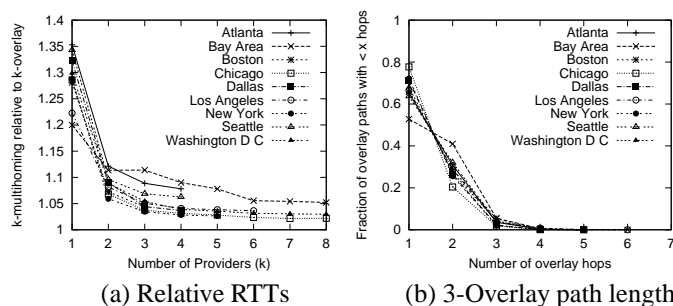 k-multihoming relative to k-overlay
1.4
1.35
1.3
1.25
1.2
1.15
1.1
1.05
1
1 2 3 4 5 6 7 8
Number of Providers (k)
Atlanta
Bay Area
Boston
Chicago
Dallas
Los Angeles
New York
Seattle
Washington D C
(a) Relative RTTs
Fraction of overlay paths with < x hops
1
0.8
0.6
0.4
0.2
0
1 2 3 4 5 6 7
Number of overlay hops
Atlanta
Bay Area
Boston
Chicago
Dallas
Los Angeles
New York
Seattle
Washington D C
(b) 3-Overlay path length